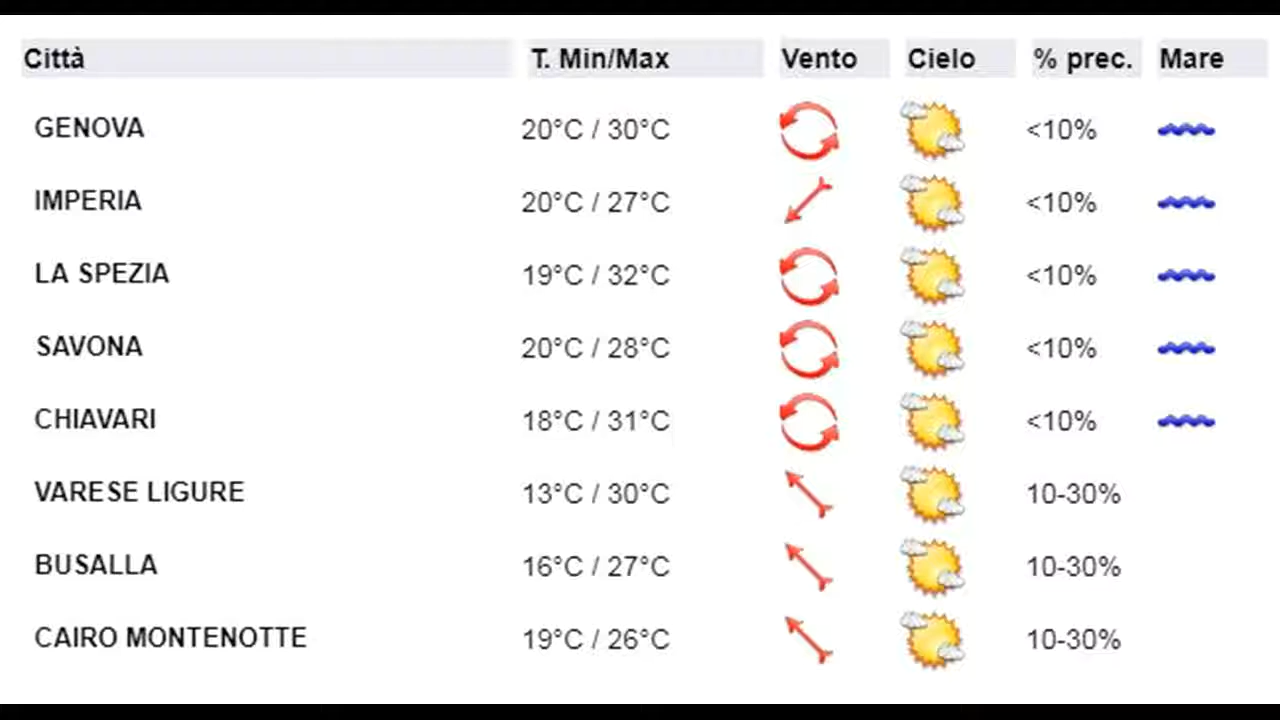 Città T. Min/Max Vento Cielo % prec. Mare
GENOVA 20°C / 30°C <10%
IMPERIA 20°C / 27°C <10%
LA SPEZIA 19°C / 32°C <10%
SAVONA 20°C / 28°C <10%
CHIAVARI 18°C / 31°C <10%
VARESE LIGURE 13°C / 30°C 10-30%
BUSALLA 16°C / 27°C 10-30%
CAIRO MONTENOTTE 19°C / 26°C 10-30%